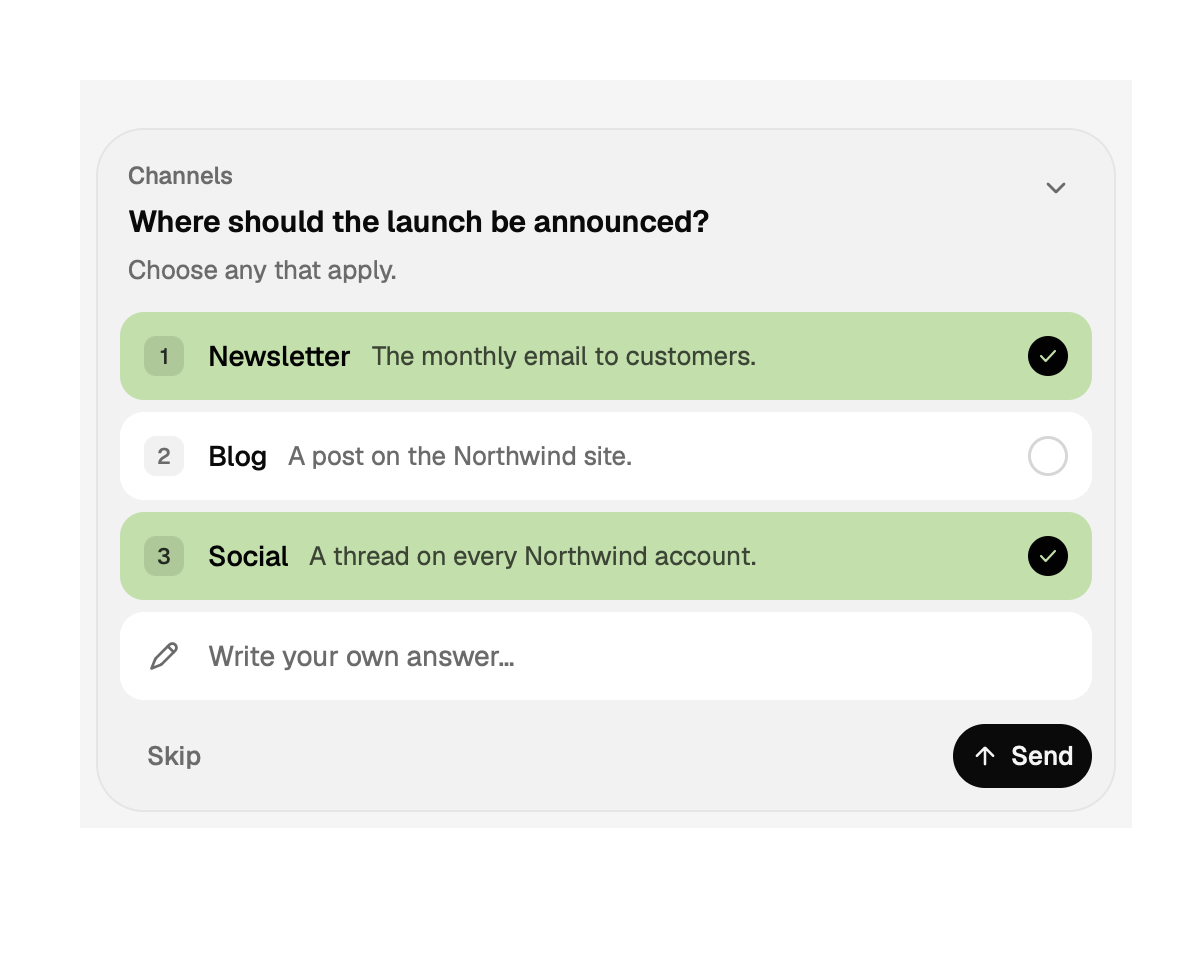 Channels
Where should the launch be announced?
Choose any that apply.
1 Newsletter The monthly email to customers.
2 Blog A post on the Northwind site.
3 Social A thread on every Northwind account.
Write your own answer...
Skip
Send